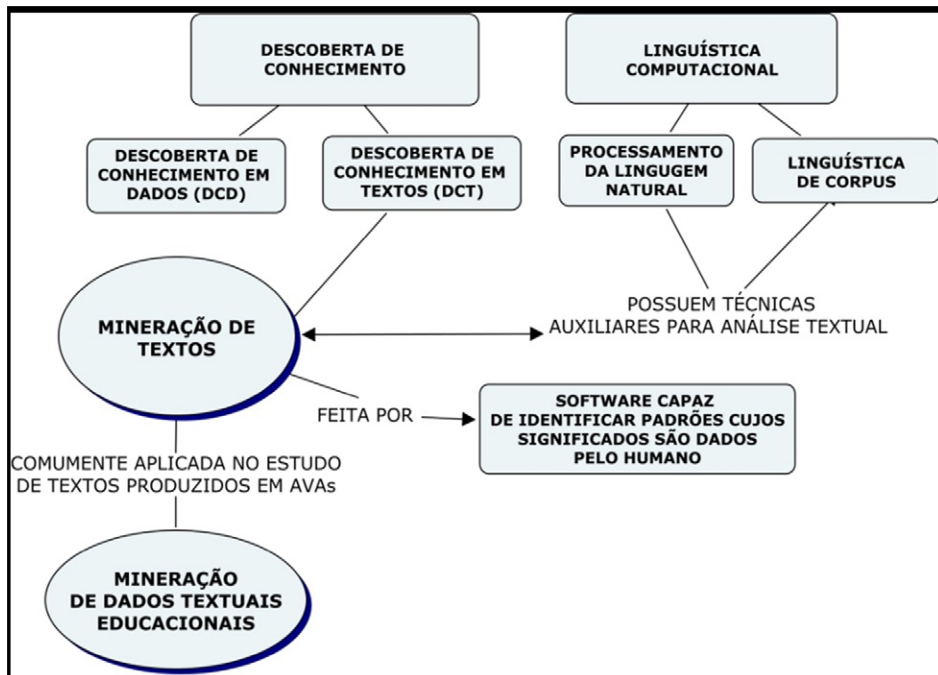 DESCOBERTA DE
CONHECIMENTO
LINGUÍSTICA
COMPUTACIONAL
DESCOBERTA DE
CONHECIMENTO EM
DADOS (DCD)
DESCOBERTA DE
CONHECIMENTO EM
TEXTOS (DCT)
PROCESSAMENTO
DA LINGUGEM
NATURAL
LINGUÍSTICA
DE CORPUS
MINERAÇÃO DE
TEXTOS
POSSUEM TÉCNICAS
AUXILIARES PARA ANÁLISE TEXTUAL
FEITA POR
SOFTWARE CAPAZ
DE IDENTIFICAR PADRÕES CUJOS
SIGNIFICADOS SÃO DADOS
PELO HUMANO
COMUMENTE APLICADA NO ESTUDO
DE TEXTOS PRODUZIDOS EM AVAs
MINERAÇÃO
DE DADOS TEXTUAIS
EDUCACIONAIS